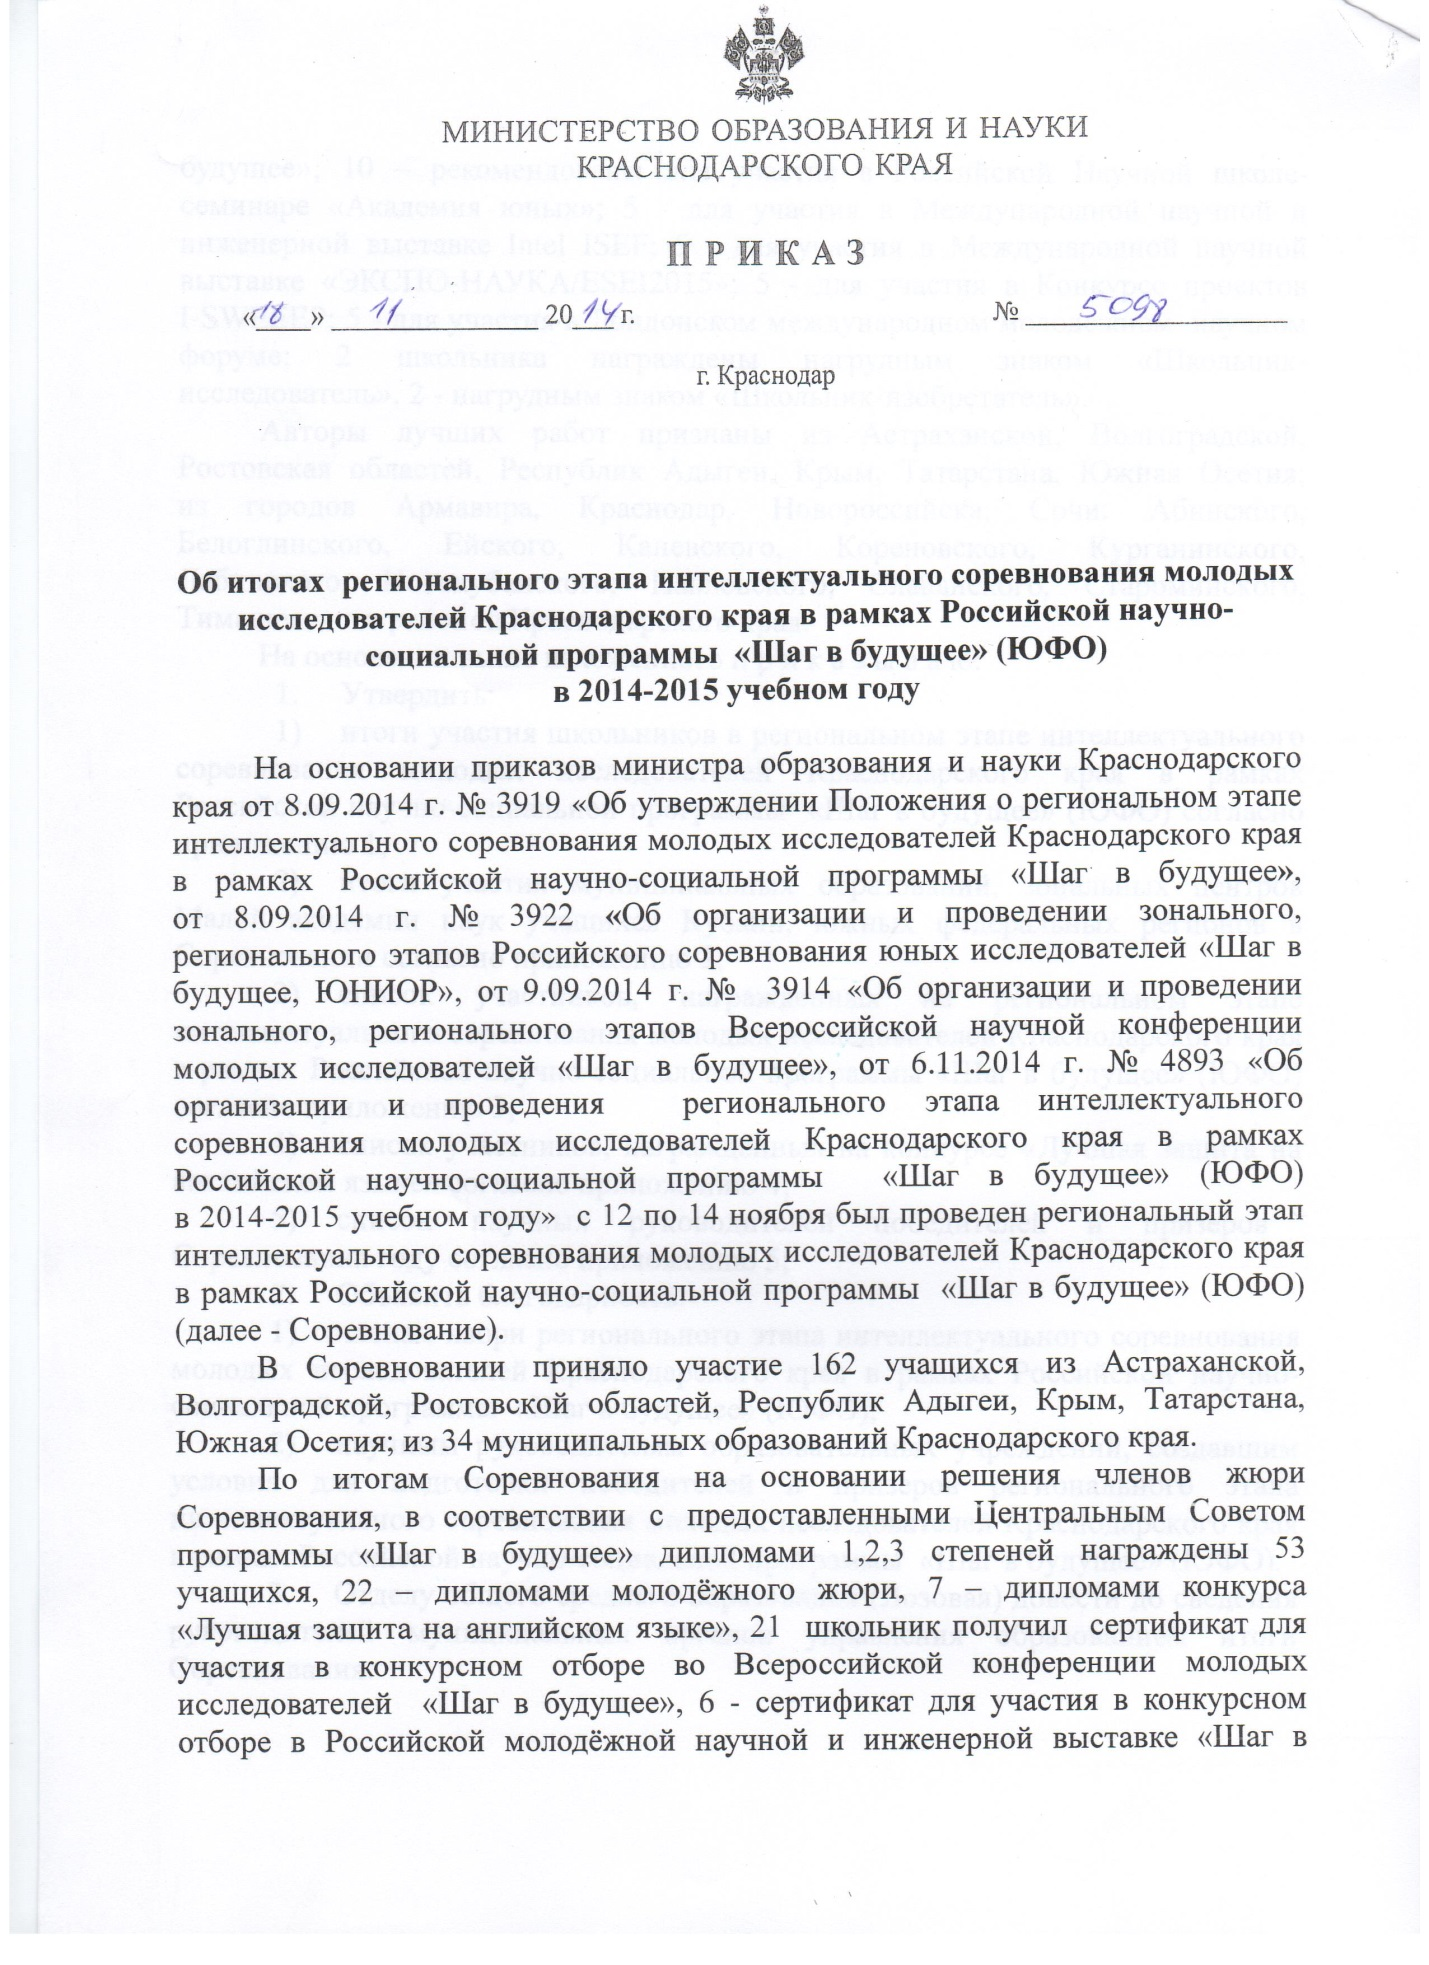 МИНИСТЕРСТВО ОБРАЗОВАНИЯ И НАУКИ
КРАСНОДАРСКОГО КРАЯ
П Р И К А З
«18» 11 2014 г. № 5098
г. Краснодар
Об итогах регионального этапа интеллектуального соревнования молодых
исследователей Краснодарского края в рамках Российской научно-
социальной программы «Шаг в будущее» (ЮФО)
в 2014-2015 учебном году
На основании приказов министра образования и науки Краснодарского
края от 8.09.2014 г. № 3919 «Об утверждении Положения о региональном этапе
интеллектуального соревнования молодых исследователей Краснодарского края
в рамках Российской научно-социальной программы «Шаг в будущее»,
от 8.09.2014 г. № 3922 «Об организации и проведении зонального,
регионального этапов Российского соревнования юных исследователей «Шаг в
будущее, ЮНИОР», от 9.09.2014 г. № 3914 «Об организации и проведении
зонального, регионального этапов Всероссийской научной конференции
молодых исследователей «Шаг в будущее», от 6.11.2014 г. № 4893 «Об
организации и проведения регионального этапа интеллектуального
соревнования молодых исследователей Краснодарского края в рамках
Российской научно-социальной программы «Шаг в будущее» (ЮФО)
в 2014-2015 учебном году» с 12 по 14 ноября был проведен региональный этап
интеллектуального соревнования молодых исследователей Краснодарского края
в рамках Российской научно-социальной программы «Шаг в будущее» (ЮФО)
(далее - Соревнование).
В Соревновании приняло участие 162 учащихся из Астраханской,
Волгоградской, Ростовской областей, Республик Адыгеи, Крым, Татарстана,
Южная Осетия; из 34 муниципальных образований Краснодарского края.
По итогам Соревнования на основании решения членов жюри
Соревнования, в соответствии с предоставленными Центральным Советом
программы «Шаг в будущее» дипломами 1,2,3 степеней награждены 53
учащихся, 22 – дипломами молодёжного жюри, 7 – дипломами конкурса
«Лучшая защита на английском языке», 21 школьник получил сертификат для
участия в конкурсном отборе во Всероссийской конференции молодых
исследователей «Шаг в будущее», 6 - сертификат для участия в конкурсном
отборе в Российской молодёжной научной и инженерной выставке «Шаг в